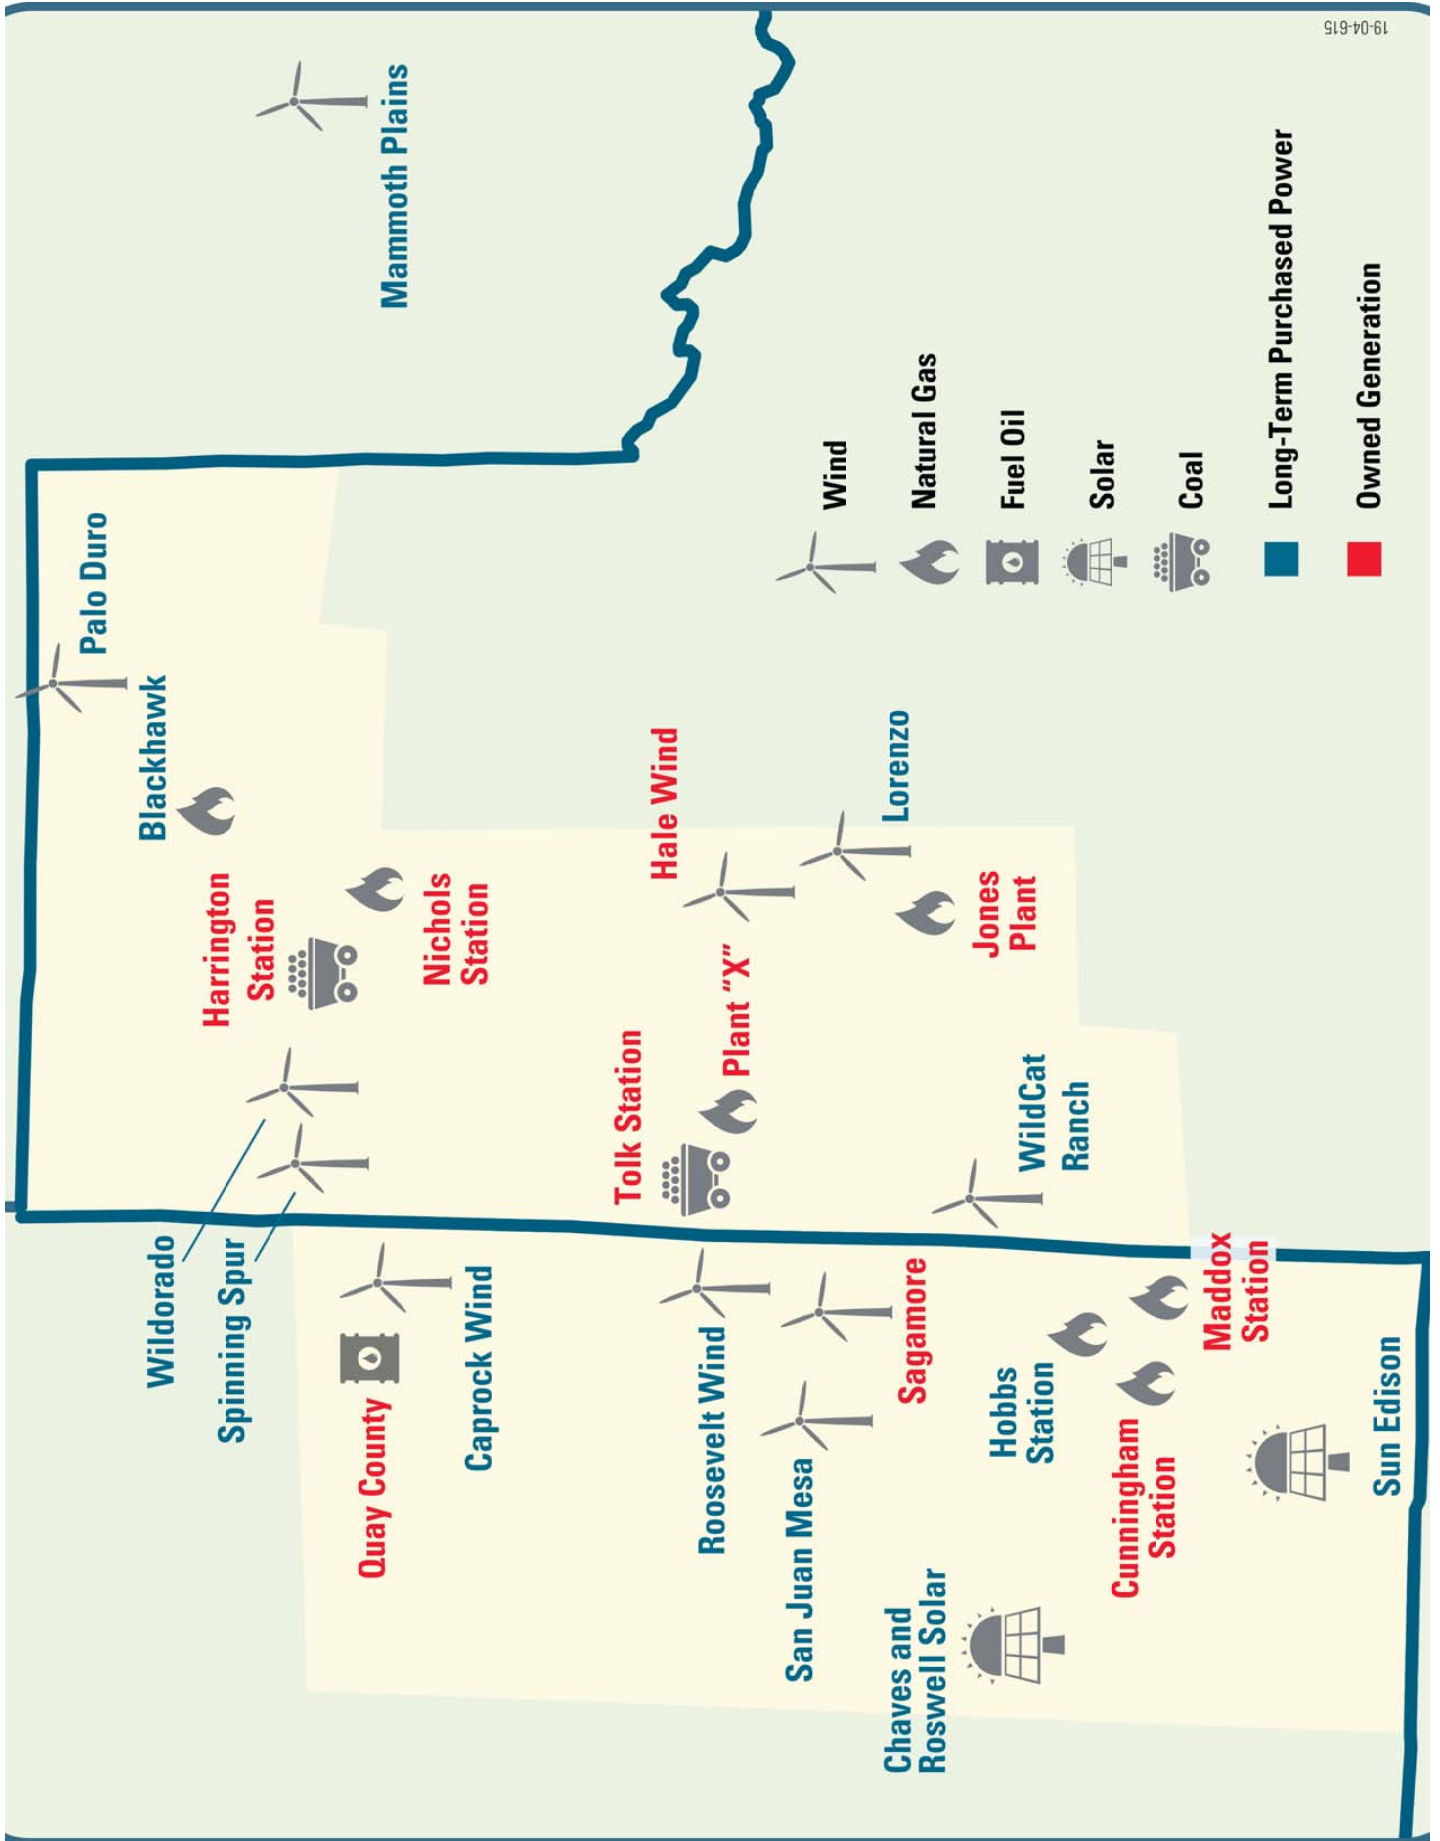 Mammoth Plains
Palo Duro
Blackhawk
Harrington
Station
Nichols
Station
Wildorado
Spinning Spur
Quay County
Caprock Wind
Hale Wind
Tolk Station
Plant “X”
Lorenzo
Jones
Plant
Roosevelt Wind
San Juan Mesa
Sagamore
WildCat
Ranch
Chaves and
Roswell Solar
Hobbs
Station
Cunningham
Station
Maddox
Station
Sun Edison
Wind
Natural Gas
Fuel Oil
Solar
Coal
Long-Term Purchased Power
Owned Generation
19-04-615